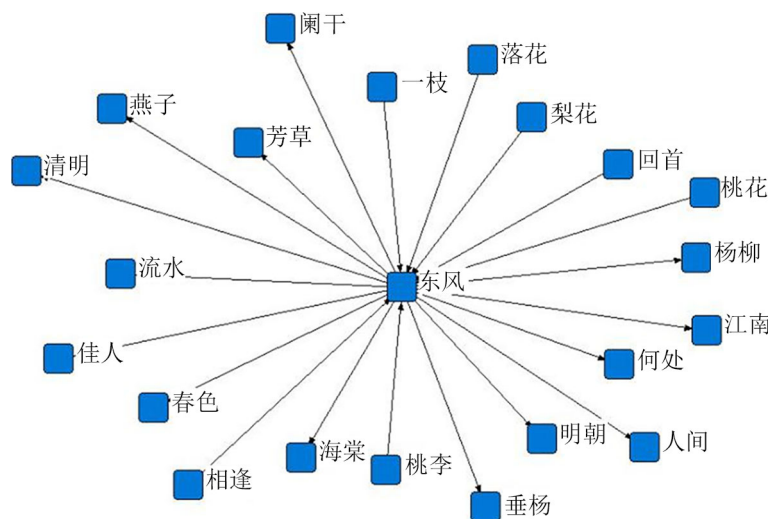 阑干
落花
一枝
燕子
梨花
芳草
回首
清明
桃花
杨柳
流水
东风
江南
佳人
何处
春色
明朝
人间
海棠
桃李
相逢
垂杨